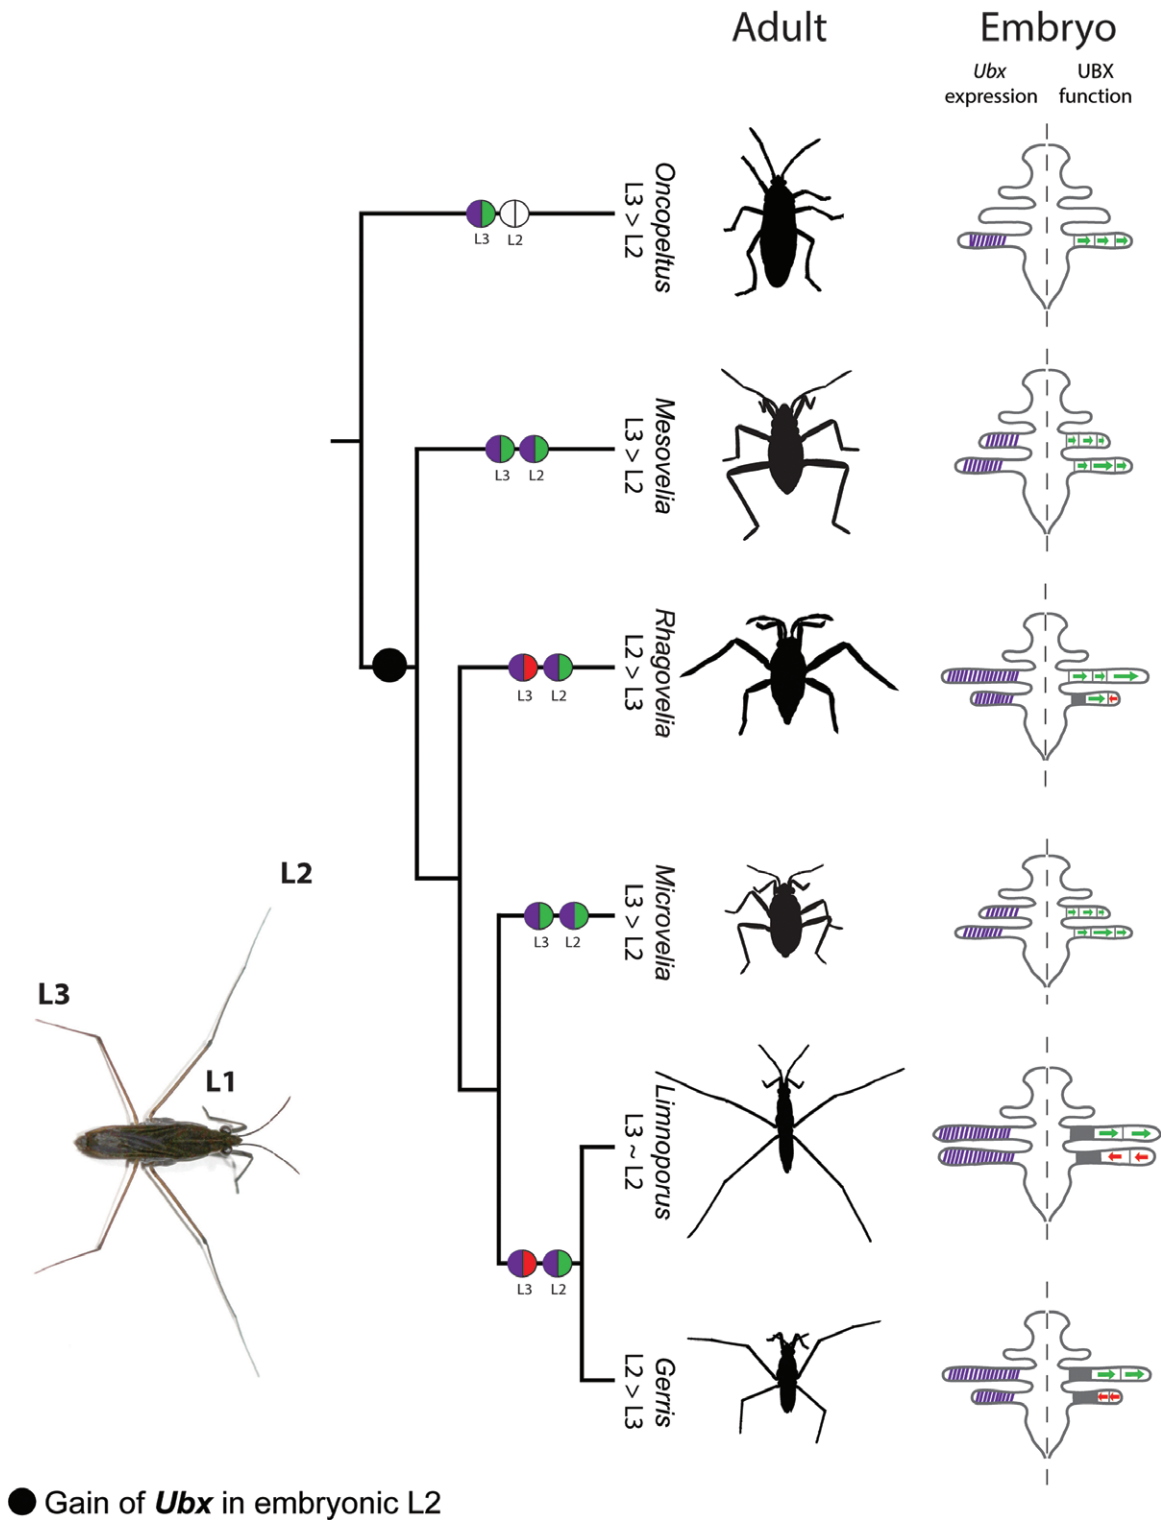 Adult
Embryo
Ubx
expression
UBX
function
L3
L2
L3 > L2
Oncopeltus
L3
L2
L3 > L2
Mesovelia
L3
L2
L2 > L3
Rhagovelia
L3
L2
L3 > L2
Microvelia
L3 ~ L2
Limnoporus
L3
L2
L2 > L3
Gerris
L2
L3
L1
Gain of Ubx in embryonic L2